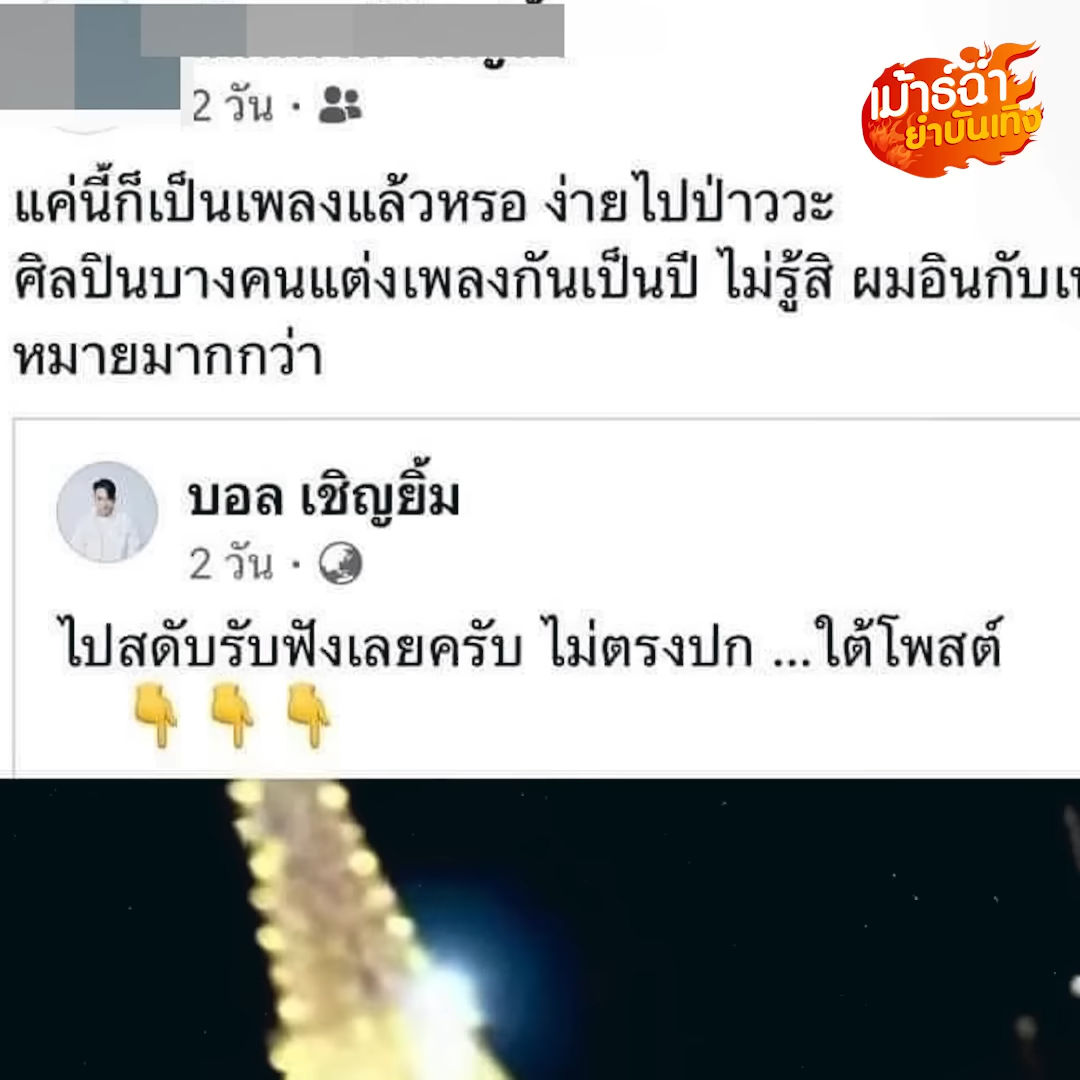 2 วัน ·
เม้าธ์ฉ่ำ
ยำบันเทิง
แค่นี้ก็เป็นเพลงแล้วหรอ ง่ายไปป่าววะ
ศิลปินบางคนแต่งเพลงกันเป็นปี ไม่รู้สิ ผมอินกับ
หมายมากกว่า
บอล เชิญยิ้ม
2 วัน ·
ไปสดับรับฟังเลยครับ ไม่ตรงปก ...ใต้โพสต์
👇 👇 👇